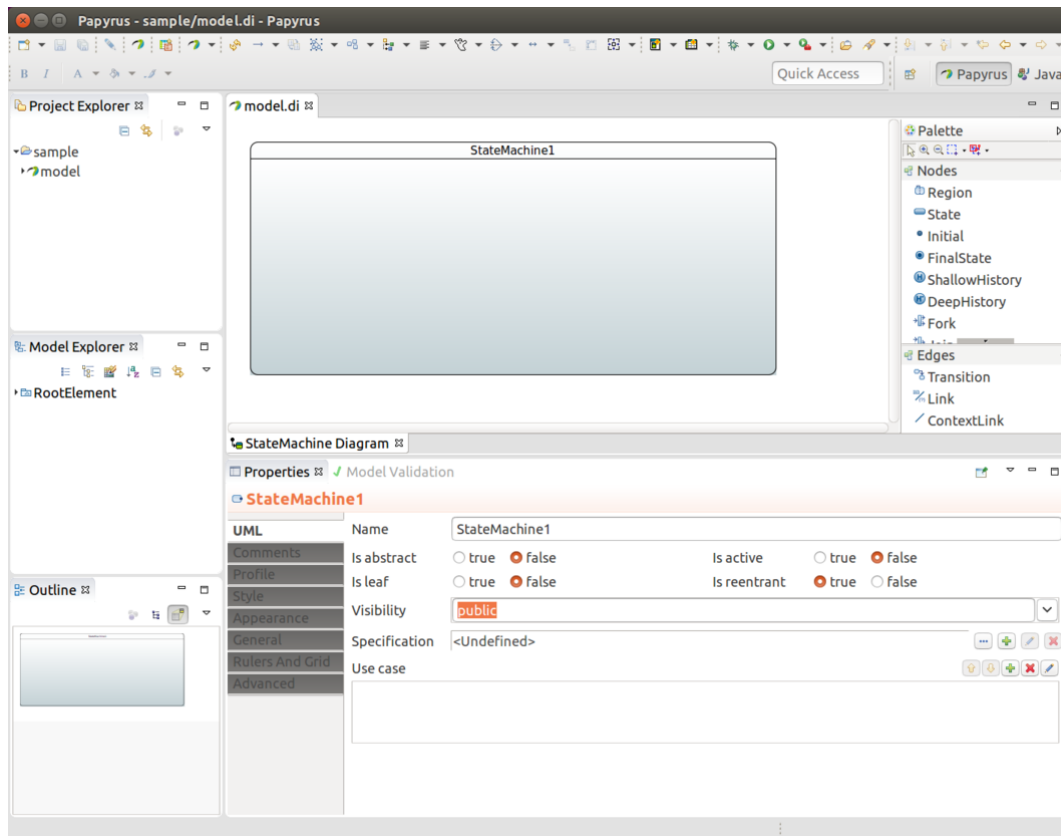 Papyrus - sample/model.di - Papyrus
B I A
Quick Access
Papyrus
Java
Project Explorer
sample
model
model.di
StateMachine1
Palette
Nodes
Region
State
Initial
FinalState
ShallowHistory
DeepHistory
Fork
Edges
Transition
Link
ContextLink
Model Explorer
RootElement
StateMachine Diagram
Properties
Model Validation
StateMachine1
UML
Comments
Profile
Style
Appearance
General
Rulers And Grid
Advanced
Name StateMachine1
Is abstract true false Is active true false
Is leaf true false Is reentrant true false
Visibility public
Specification <Undefined>
Use case
Outline